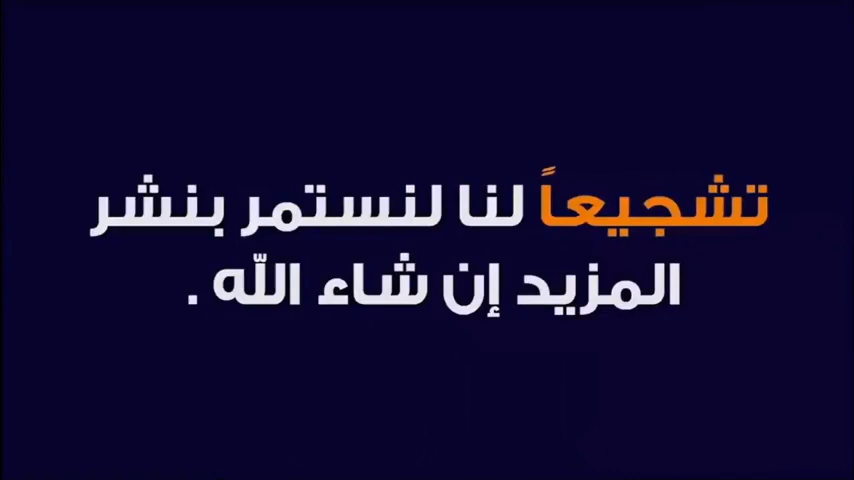 تشجيعاً لنا لنستمر بنشر
المزيد إن شاء الله .